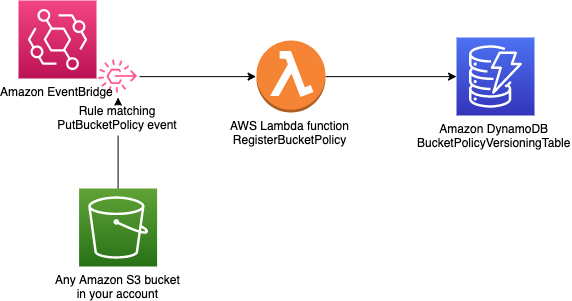 Amazon EventBridge
Rule matching
PutBucketPolicy event
AWS Lambda function
RegisterBucketPolicy
Amazon DynamoDB
BucketPolicyVersioningTable
Any Amazon S3 bucket
in your account